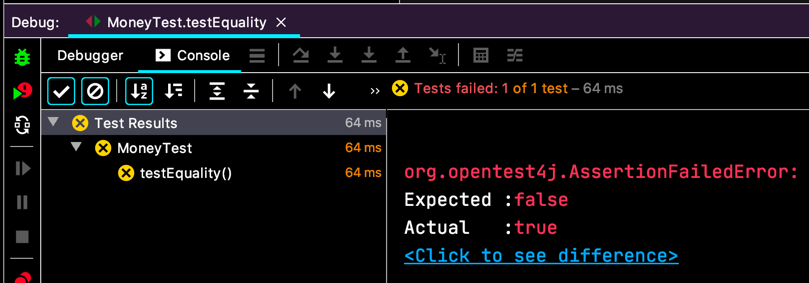 Debug: MoneyTest.testEquality ×
Debugger Console
» Tests failed: 1 of 1 test – 64 ms
Test Results 64 ms
MoneyTest 64 ms
testEquality() 64 ms
org.opentest4j.AssertionFailedError:
Expected :false
Actual :true
<Click to see difference>